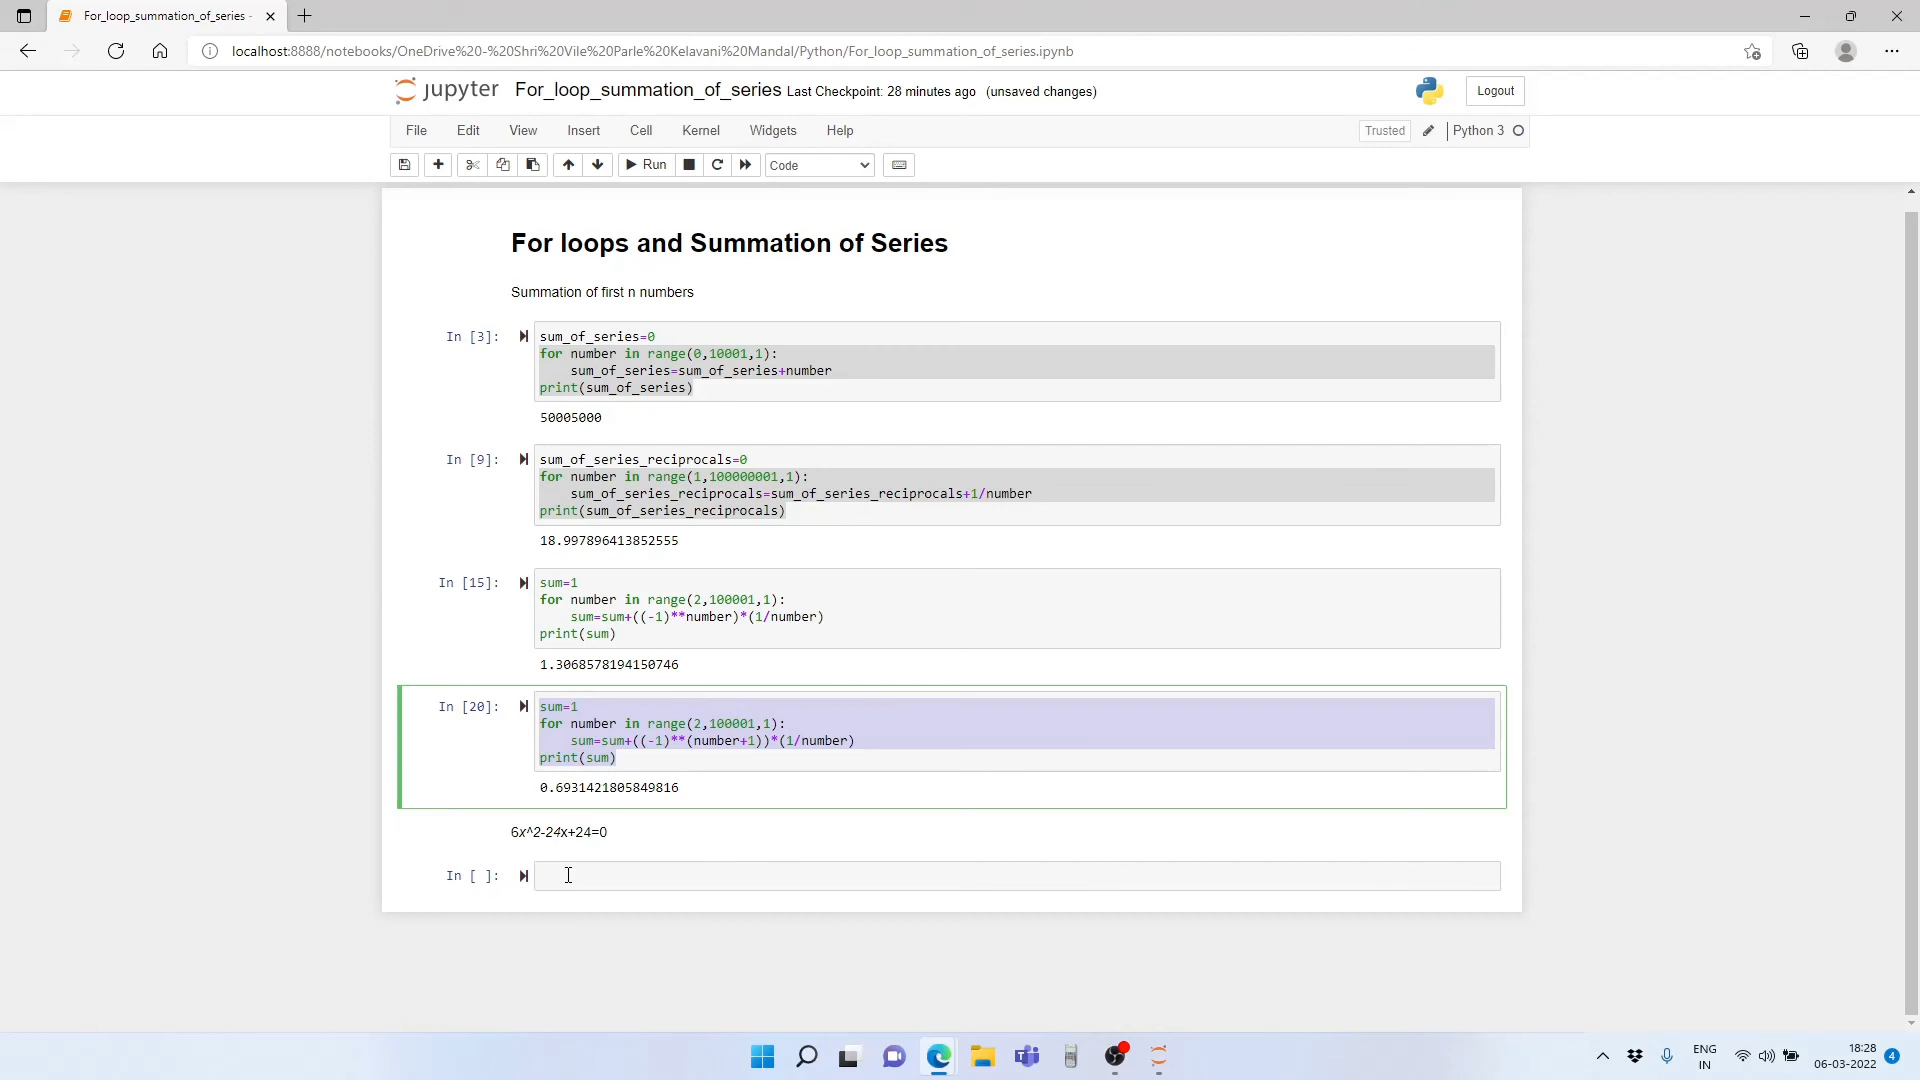 For_loop_summation_of_series -
localhost:8888/notebooks/OneDrive%20-%20Shri%20Vile%20Parle%20Kelavani%20Mandal/Python/For_loop_summation_of_series.ipynb
jupyter For_loop_summation_of_series Last Checkpoint: 28 minutes ago (unsaved changes)
Logout
File Edit View Insert Cell Kernel Widgets Help
Trusted Python 3
Run Code
For loops and Summation of Series
Summation of first n numbers
In [3]: sum_of_series=0
for number in range(0,10001,1):
    sum_of_series=sum_of_series+number
print(sum_of_series)
50005000
In [9]: sum_of_series_reciprocals=0
for number in range(1,100000001,1):
    sum_of_series_reciprocals=sum_of_series_reciprocals+1/number
print(sum_of_series_reciprocals)
18.997896413852555
In [15]: sum=1
for number in range(2,100001,1):
    sum=sum+((-1)**number)*(1/number)
print(sum)
1.3068578194150746
In [20]: sum=1
for number in range(2,100001,1):
    sum=sum+((-1)**(number+1))*(1/number)
print(sum)
0.6931421805849816
6x^2-24x+24=0
In [ ]:
ENG
IN
18:28
06-03-2022
4